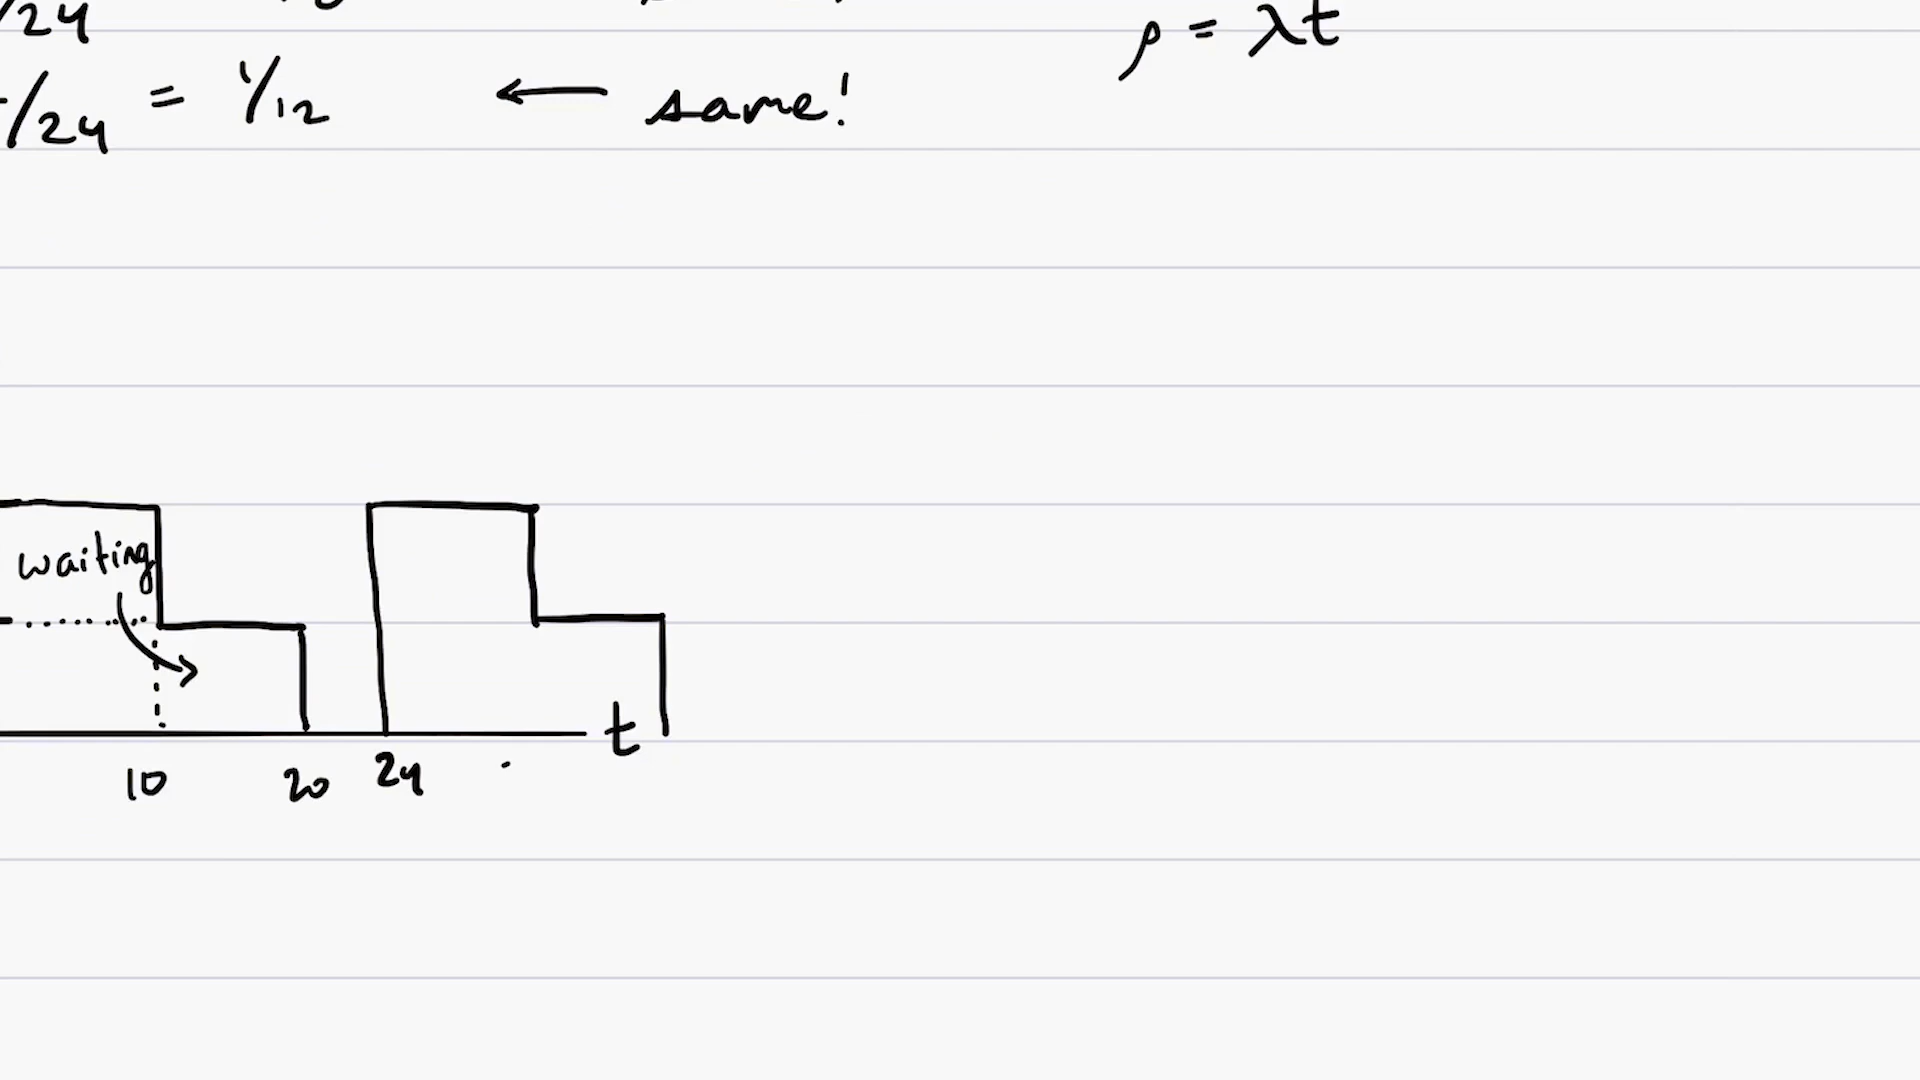 /24
ρ = λt
/24 = 1/12 ← same!
waiting
t
10 20 24